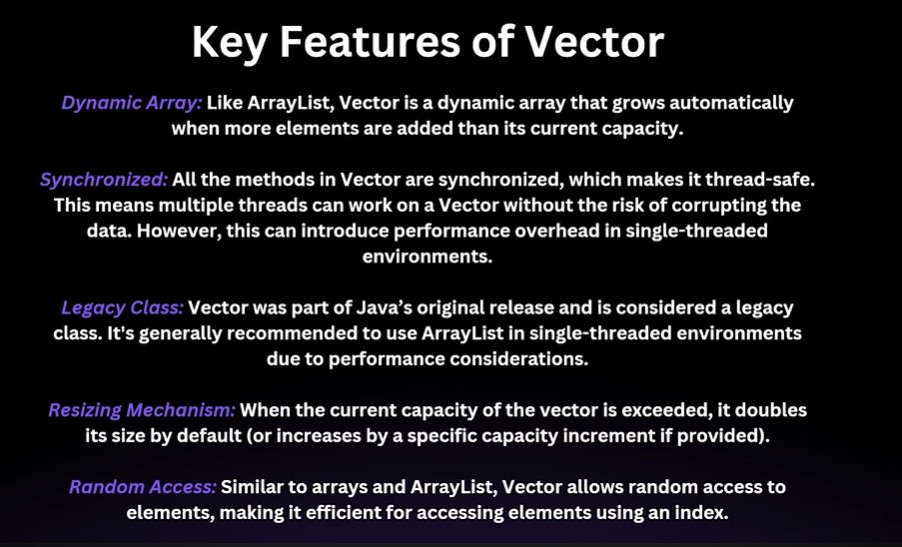 Key Features of Vector
Dynamic Array: Like ArrayList, Vector is a dynamic array that grows automatically
when more elements are added than its current capacity.
Synchronized: All the methods in Vector are synchronized, which makes it thread-safe.
This means multiple threads can work on a Vector without the risk of corrupting the
data. However, this can introduce performance overhead in single-threaded
environments.
Legacy Class: Vector was part of Java’s original release and is considered a legacy
class. It's generally recommended to use ArrayList in single-threaded environments
due to performance considerations.
Resizing Mechanism: When the current capacity of the vector is exceeded, it doubles
its size by default (or increases by a specific capacity increment if provided).
Random Access: Similar to arrays and ArrayList, Vector allows random access to
elements, making it efficient for accessing elements using an index.